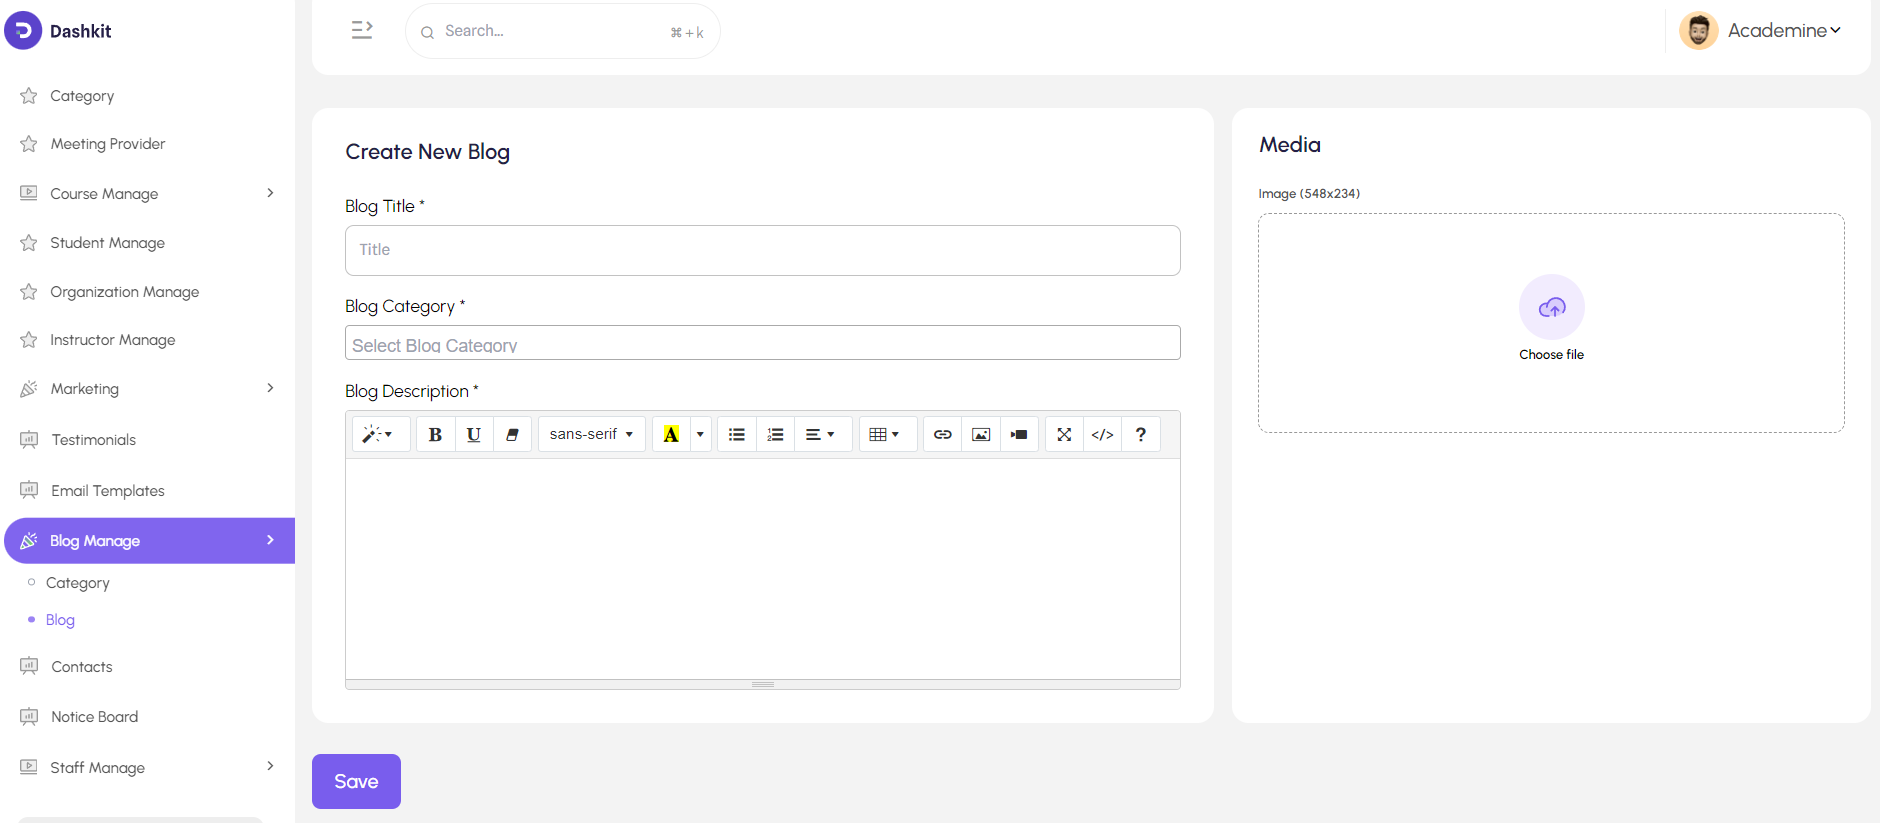 Dashkit
Category
Meeting Provider
Course Manage
Student Manage
Organization Manage
Instructor Manage
Marketing
Testimonials
Email Templates
Blog Manage
Category
Blog
Contacts
Notice Board
Staff Manage
Search...
⌘ + k
Academine
Create New Blog
Blog Title *
Title
Blog Category *
Select Blog Category
Blog Description *
B U sans-serif A </> ?
Save
Media
Image (548x234)
Choose file